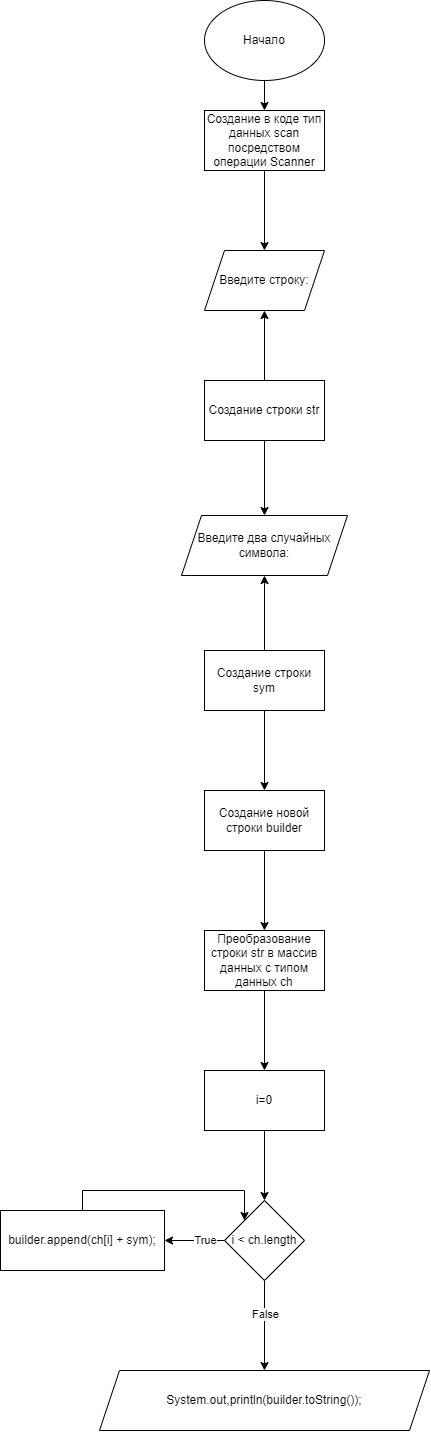 Начало
Создание в коде тип
данных scan
посредством
операции Scanner
Введите строку:
Создание строки str
Введите два случайных
символа:
Создание строки
sym
Создание новой
строки builder
Преобразование
строки str в массив
данных с типом
данных ch
i=0
builder.append(ch[i] + sym);
True
i < ch.length
False
System.out,println(builder.toString());